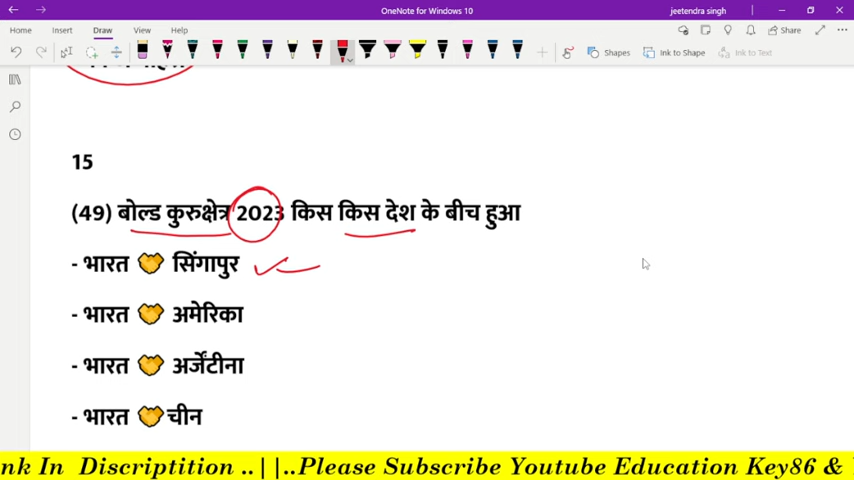 OneNote for Windows 10
jeetendra singh
Home Insert Draw View Help
Share
Shapes
Ink to Shape
Ink to Text
15
(49) बोल्ड कुरुक्षेत्र 2023 किस किस देश के बीच हुआ
- भारत 🤝 सिंगापुर
- भारत 🤝 अमेरिका
- भारत 🤝 अर्जेंटीना
- भारत 🤝 चीन
nk In Discriptition ..||..Please Subscribe Youtube Education Key86 &